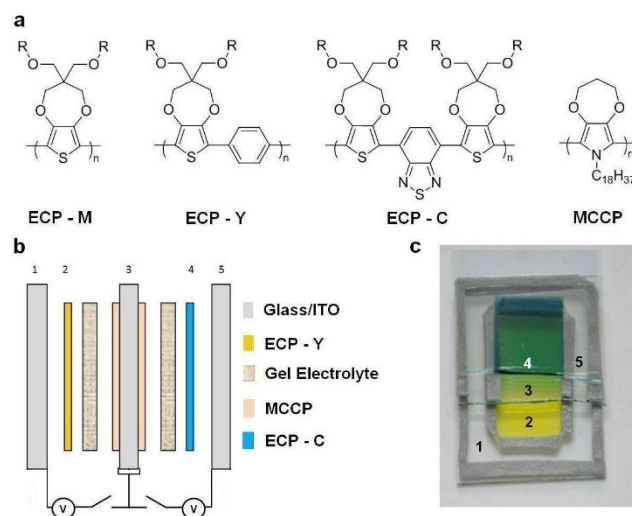 a
R R R R R R
O O O O O O O O
O O O O O O O O
S n S n S S n N n
N N
S
C18H37
ECP - M ECP - Y ECP - C MCCP
b
1 2 3 4 5
Glass/ITO
ECP - Y
Gel Electrolyte
MCCP
ECP - C
V V
c
4
5
3
2
1